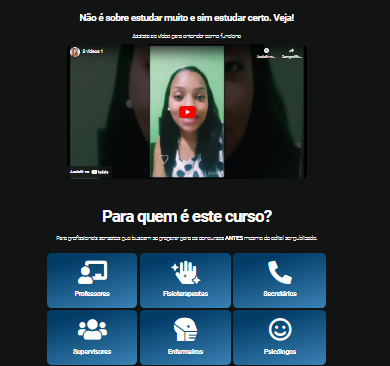 Não é sobre estudar muito e sim estudar certo. Veja!
Assista ao vídeo para entender como funciona
3 vídeos 1
Assistir m...
Compartilh...
Assistir no YouTube
Para quem é este curso?
Para profissionais sensatos que buscam se preparar para os concursos ANTES mesmo do edital ser publicado.
Professores
Fisioterapeutas
Secretários
Supervisores
Enfermeiros
Psicólogos